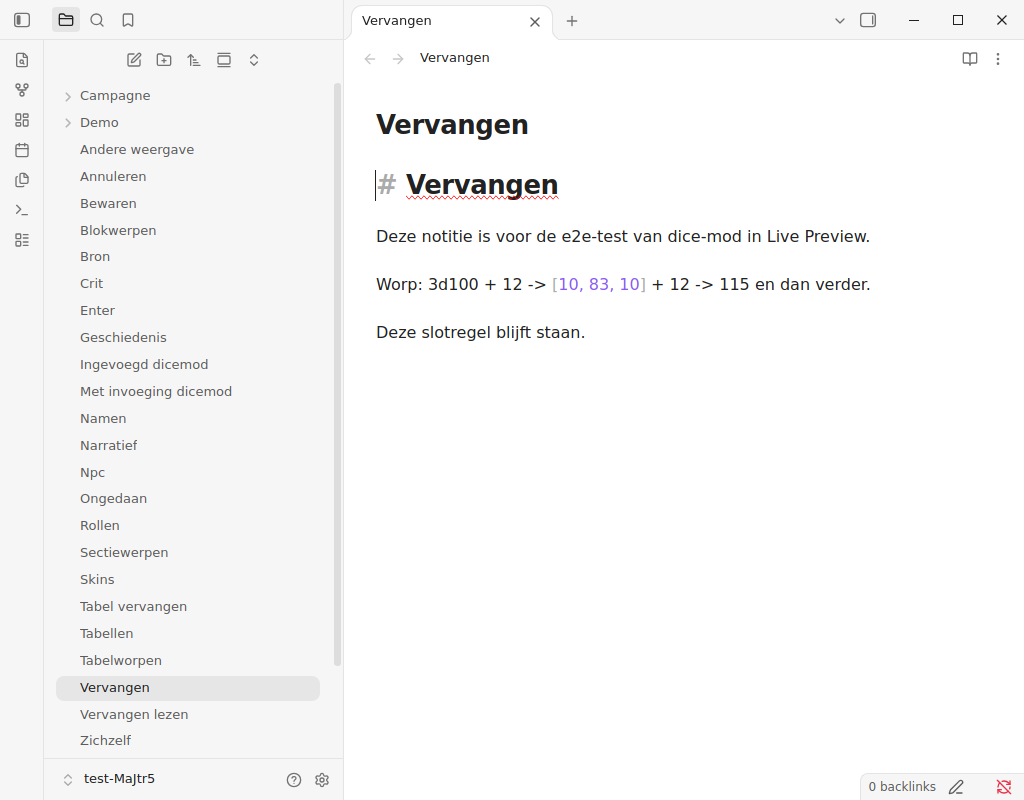 Vervangen
Vervangen
Campagne
Demo
Andere weergave
Annuleren
Bewaren
Blokwerpen
Bron
Crit
Enter
Geschiedenis
Ingevoegd dicemod
Met invoeging dicemod
Namen
Narratief
Npc
Ongedaan
Rollen
Sectiewerpen
Skins
Tabel vervangen
Tabellen
Tabelworpen
Vervangen
Vervangen lezen
Zichzelf
test-MaJtr5
Vervangen
# Vervangen
Deze notitie is voor de e2e-test van dice-mod in Live Preview.
Worp: 3d100 + 12 -> [10, 83, 10] + 12 -> 115 en dan verder.
Deze slotregel blijft staan.
0 backlinks